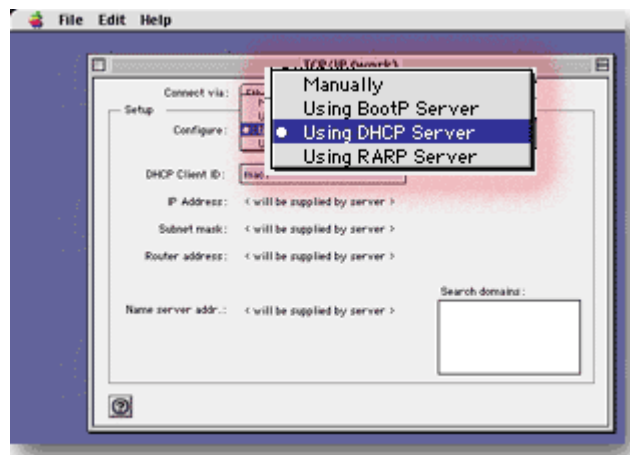 File Edit Help
TCP/IP
Connect via:
Setup
Configure:
Manually
Using BootP Server
Using DHCP Server
Using RARP Server
DHCP Client ID:
IP Address: < will be supplied by server >
Subnet mask: < will be supplied by server >
Router address: < will be supplied by server >
Search domains:
Name server addr.: < will be supplied by server >